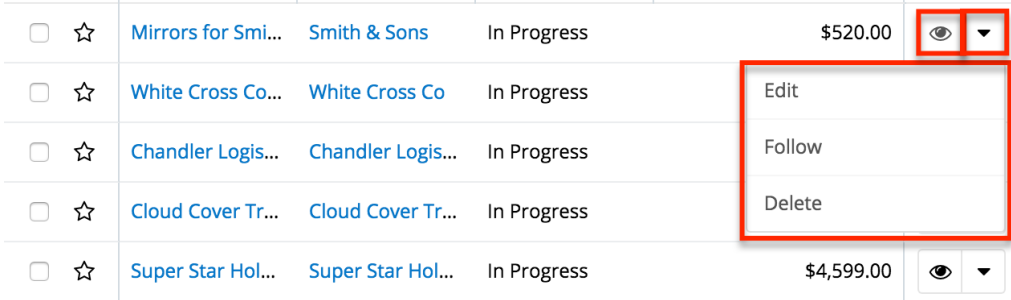 Mirrors for Smi... Smith & Sons In Progress $520.00
White Cross Co... White Cross Co In Progress
Edit
Chandler Logis... Chandler Logis... In Progress
Follow
Cloud Cover Tr... Cloud Cover Tr... In Progress
Delete
Super Star Hol... Super Star Hol... In Progress $4,599.00